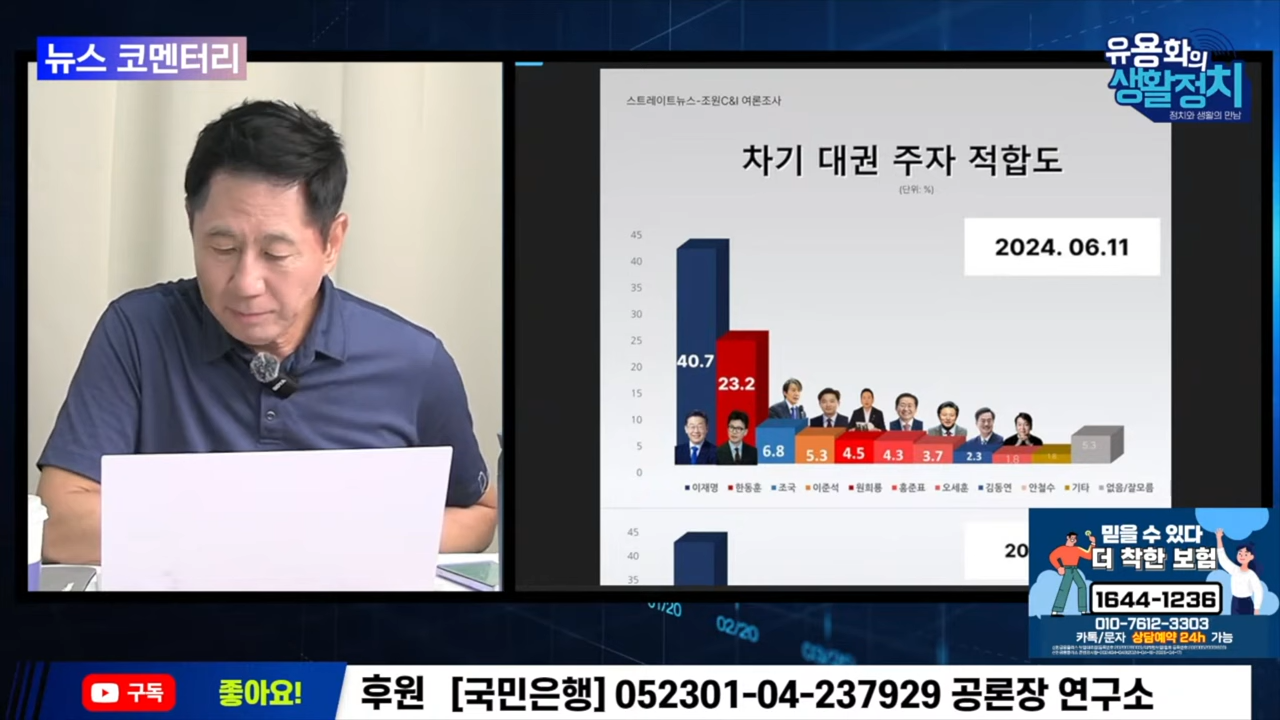 뉴스 코멘터리
유용화의
생활정치
정치와 생활의 만남
스트레이트뉴스-조원C&I 여론조사
차기 대권 주자 적합도
(단위: %)
2024. 06.11
45
40
35
30
25
20
15
10
5
0
40.7
23.2
6.8
5.3
4.5
4.3
3.7
2.3
1.6
1.6
5.3
이재명 한동훈 조국 이준석 원희룡 홍준표 오세훈 김동연 안철수 기타 없음/잘모름
45
40
35
20
믿을 수 있다
더 착한 보험
1644-1236
010-7612-3303
카톡/문자 상담예약 24h 가능
01/20
02/20
구독
좋아요!
후원 [국민은행] 052301-04-237929 공론장 연구소